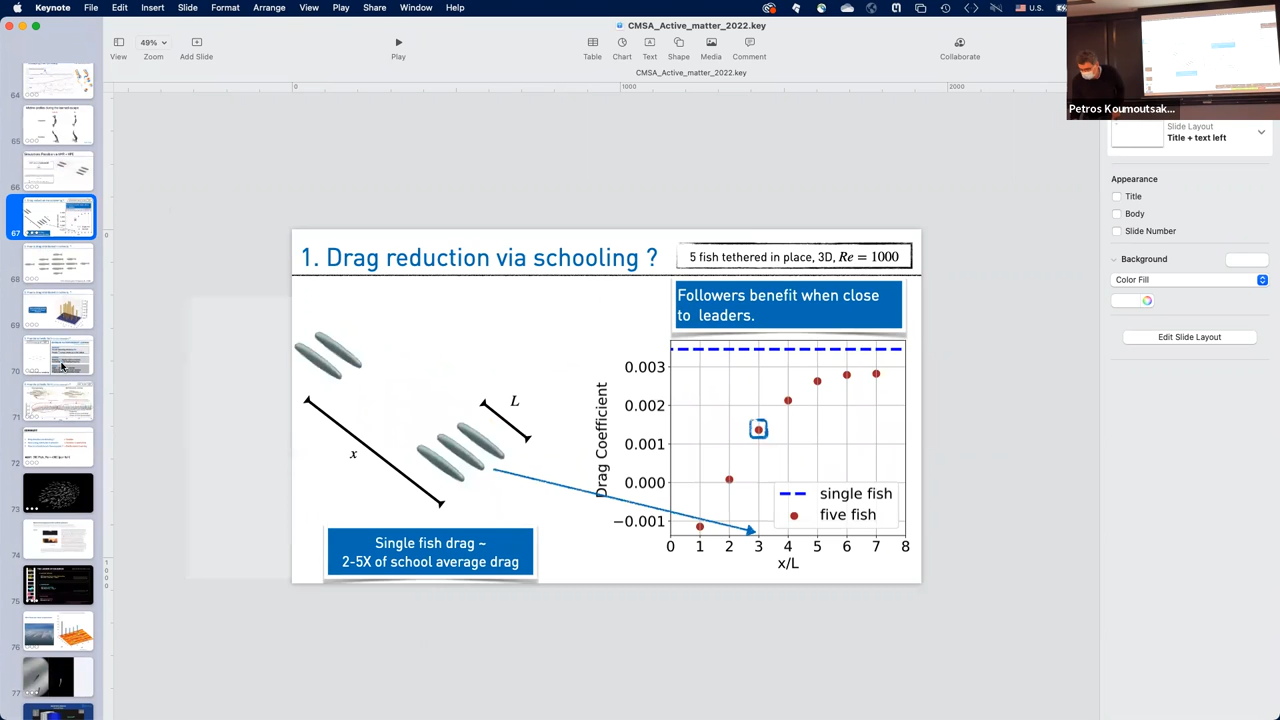 Keynote File Edit Insert Slide Format Arrange View Play Share Window Help U.S.
CMSA_Active_matter_2022.key
49%
View Zoom Add Slide Play Table Chart Text Shape Media Comment Collaborate
CMSA_Active_matter_2022.key
0 1000 2000
Petros Koumoutsak...
Slide Layout
Title + text left
Appearance
Title
Body
Slide Number
Background
Color Fill
Edit Slide Layout
64
65
66
67
68
69
70
71
72
73
74
75
76
77
1. Drag reduction via schooling ?
5 fish tethered in place, 3D, Re = 1000
Followers benefit when close
to leaders.
L
x
Single fish drag -
2-5X of school average drag
Drag Coefficient
0.003
0.002
0.001
0.000
−0.001
single fish
five fish
0 1 2 3 4 5 6 7 8
x/L